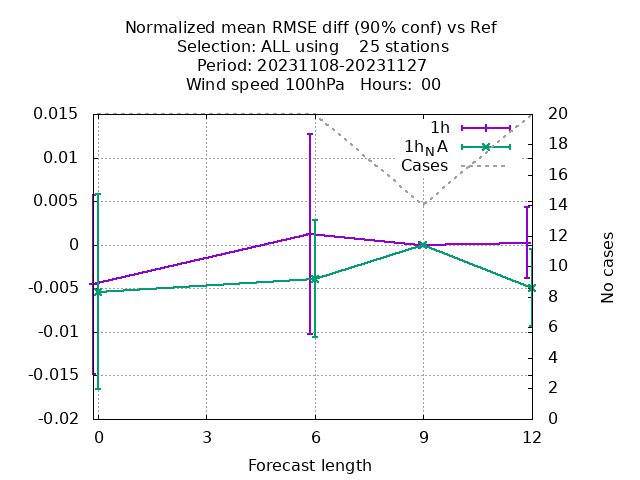 Normalized mean RMSE diff (90% conf) vs Ref
Selection: ALL using    25 stations
Period: 20231108-20231127
Wind speed 100hPa   Hours:  00
0.015
0.01
0.005
0
-0.005
-0.01
-0.015
-0.02
20
18
16
14
12
10
8
6
4
2
0
1h
1h_N A
Cases
No cases
0 3 6 9 12
Forecast length